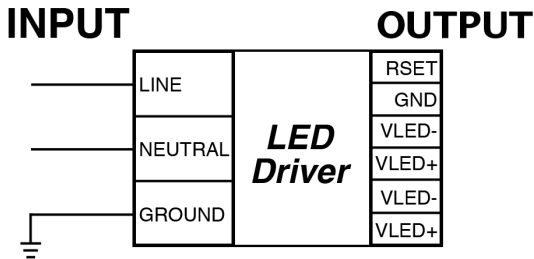 INPUT
OUTPUT
LINE
NEUTRAL
GROUND
LED
Driver
RSET
GND
VLED-
VLED+
VLED-
VLED+